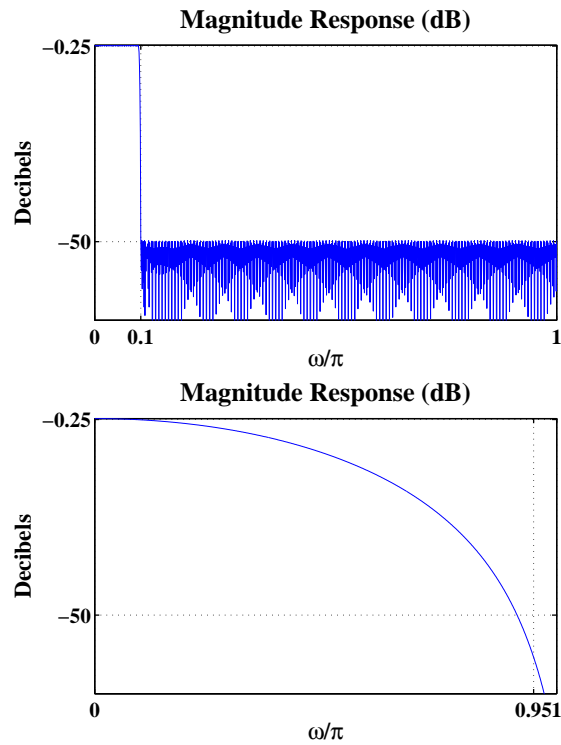 Magnitude Response (dB)
−0.25
Decibels
−50
0
0.1
1
ω/π
Magnitude Response (dB)
−0.25
Decibels
−50
0
0.951
ω/π